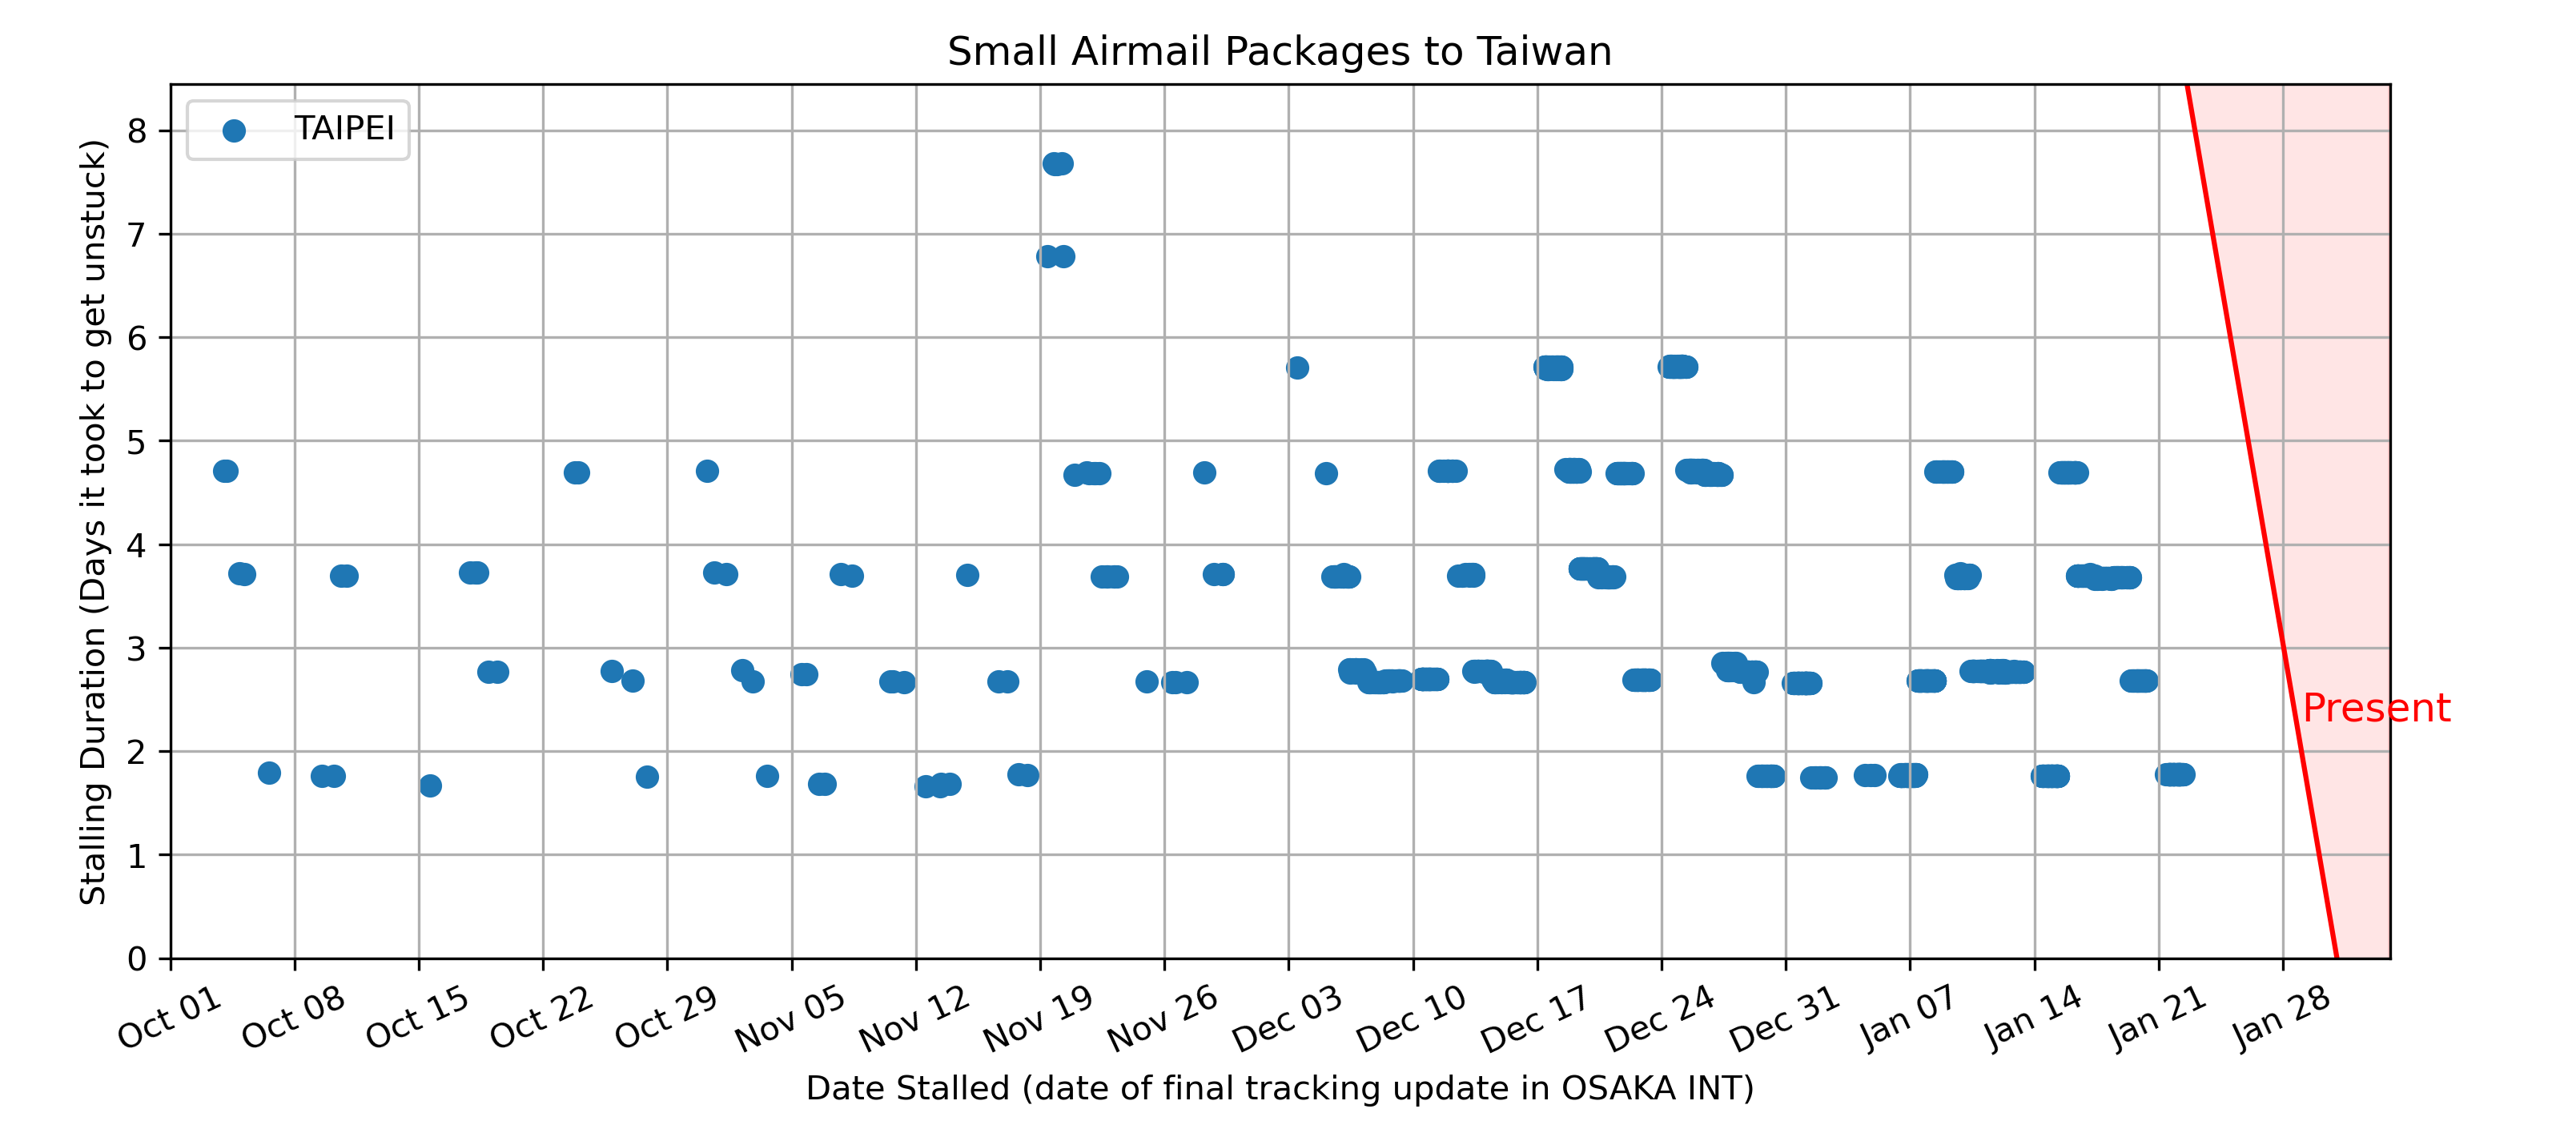 Small Airmail Packages to Taiwan
TAIPEI
Stalling Duration (Days it took to get unstuck)
8
7
6
5
4
3
2
1
0
Present
Oct 01
Oct 08
Oct 15
Oct 22
Oct 29
Nov 05
Nov 12
Nov 19
Nov 26
Dec 03
Dec 10
Dec 17
Dec 24
Dec 31
Jan 07
Jan 14
Jan 21
Jan 28
Date Stalled (date of final tracking update in OSAKA INT)